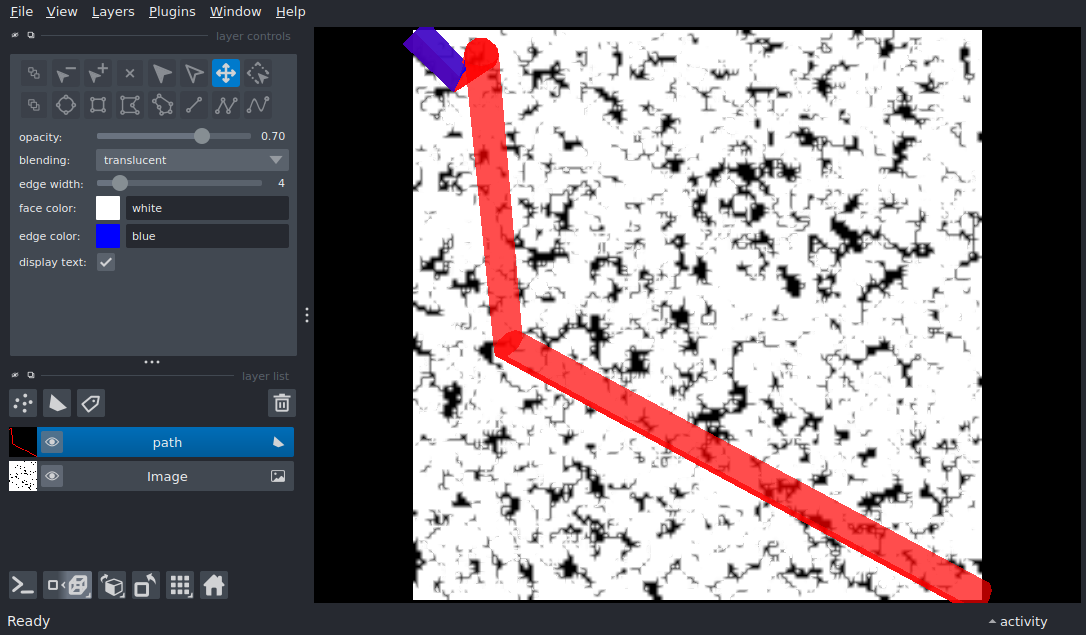 File View Layers Plugins Window Help
layer controls
opacity: 0.70
blending: translucent
edge width: 4
face color: white
edge color: blue
display text:
layer list
path
Image
Ready activity